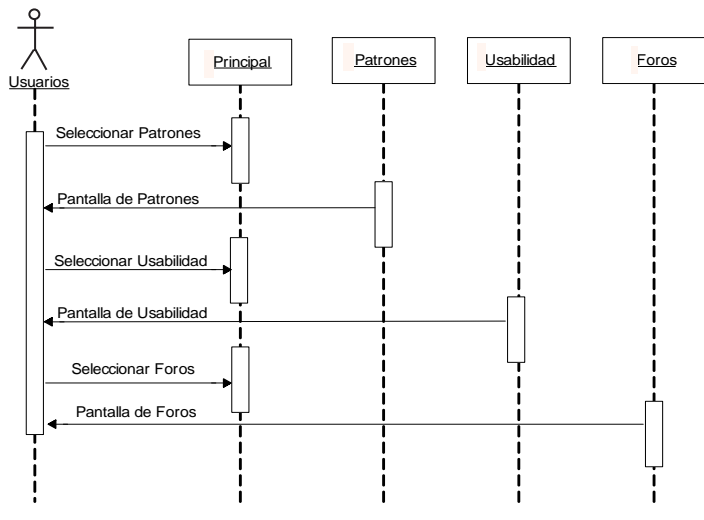 Usuarios
Principal
Patrones
Usabilidad
Foros
Seleccionar Patrones
Pantalla de Patrones
Seleccionar Usabilidad
Pantalla de Usabilidad
Seleccionar Foros
Pantalla de Foros